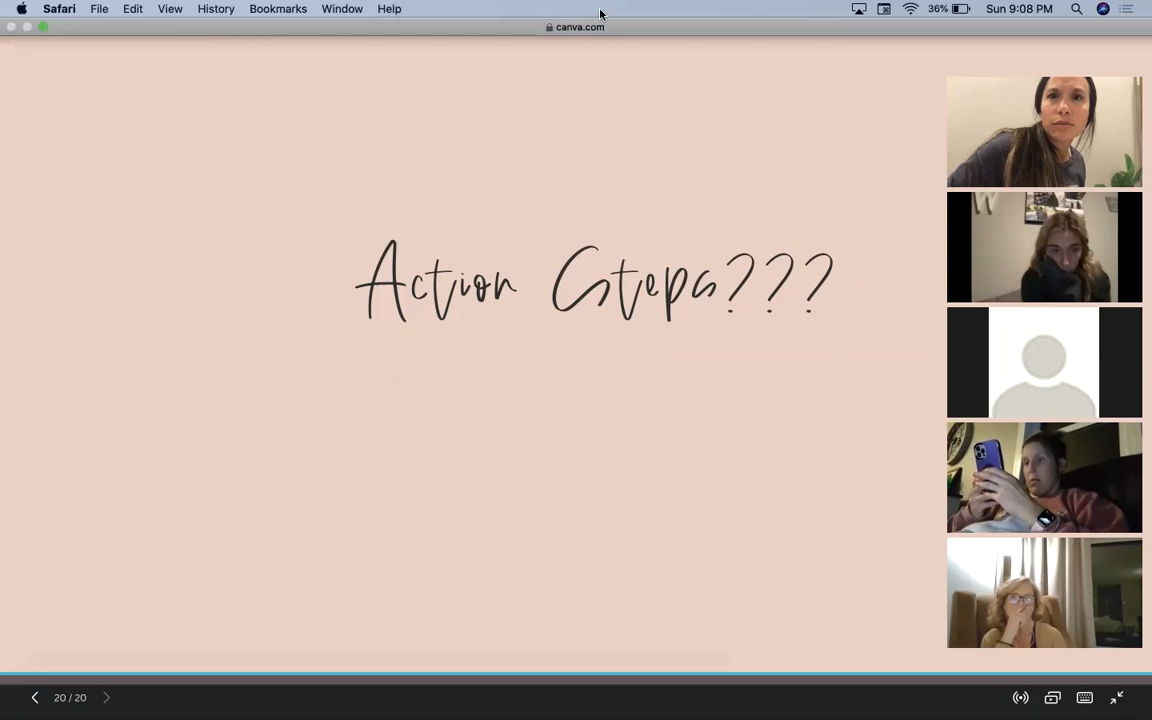 Safari File Edit View History Bookmarks Window Help 36% Sun 9:08 PM
canva.com
Action Steps???
20 / 20